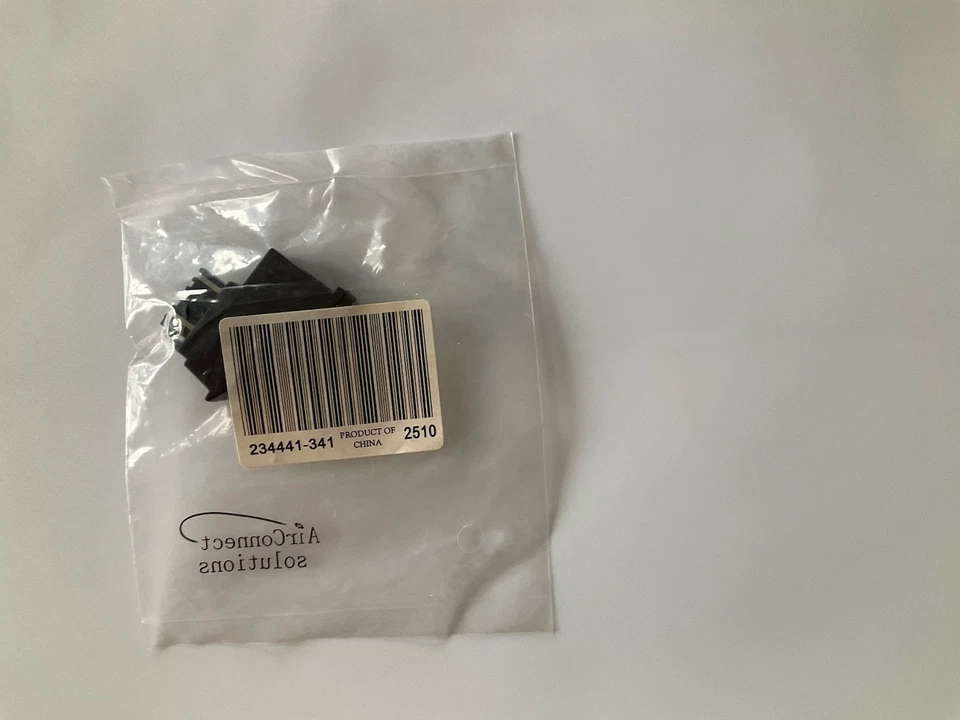 234441-341 PRODUCT OF CHINA 2510
AirConnect
solutions